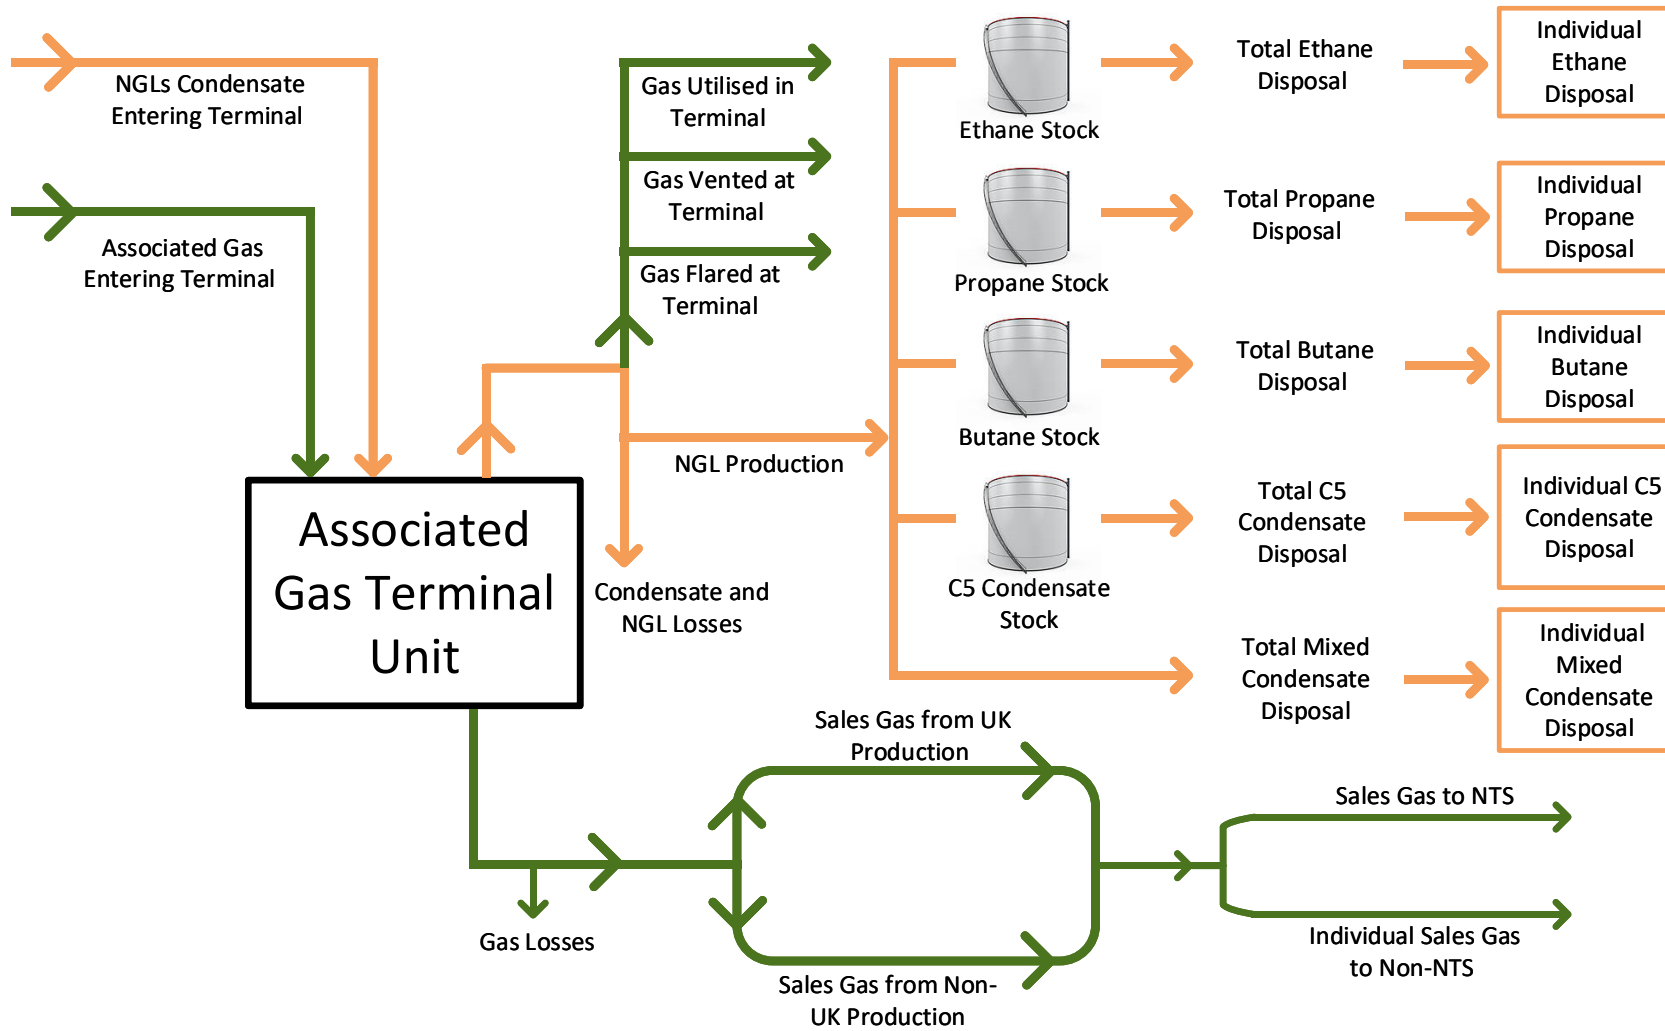 NGLs Condensate
Entering Terminal
Associated Gas
Entering Terminal
Associated
Gas Terminal
Unit
Gas Utilised in
Terminal
Gas Vented at
Terminal
Gas Flared at
Terminal
NGL Production
Condensate and
NGL Losses
Ethane Stock
Total Ethane
Disposal
Individual
Ethane
Disposal
Propane Stock
Total Propane
Disposal
Individual
Propane
Disposal
Butane Stock
Total Butane
Disposal
Individual
Butane
Disposal
C5 Condensate
Stock
Total C5
Condensate
Disposal
Individual C5
Condensate
Disposal
Total Mixed
Condensate
Disposal
Individual
Mixed
Condensate
Disposal
Gas Losses
Sales Gas from UK
Production
Sales Gas from Non-
UK Production
Sales Gas to NTS
Individual Sales Gas
to Non-NTS